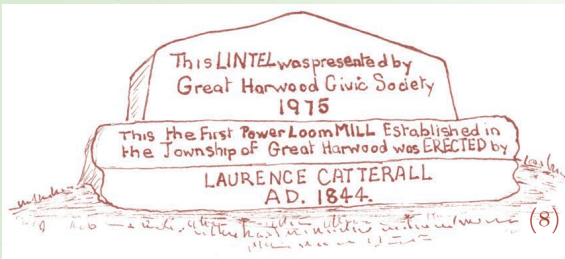 This LINTEL was presented by
Great Harwood Civic Society
1975
This the First Power Loom MILL Established in
the Township of Great Harwood was ERECTED by
LAURENCE CATTERALL
AD. 1844.
(8)